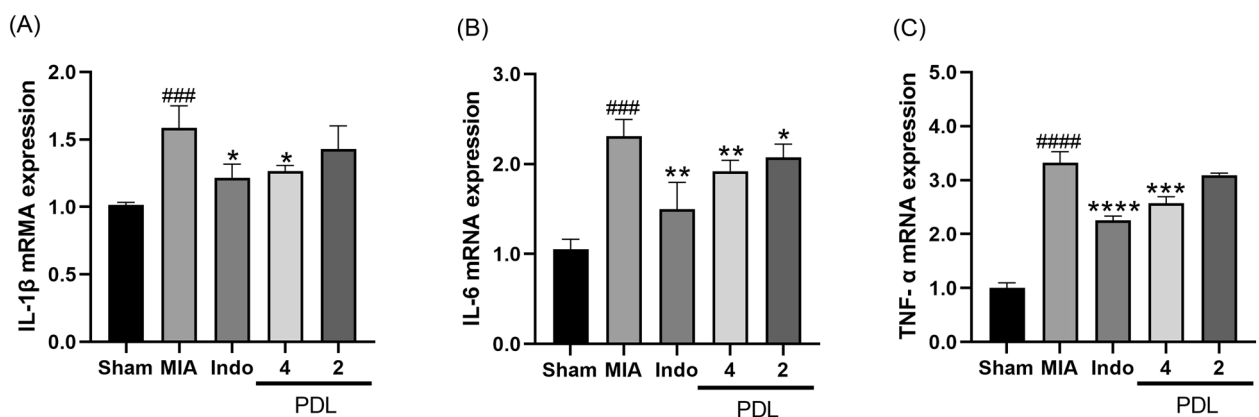 (A)
IL-1β mRMA expression
2.0
1.5
1.0
0.5
0.0
###
*
*
Sham MIA Indo 4 2
PDL
(B)
IL-6 mRNA expression
3.0
2.0
1.0
0.0
###
**
**
*
Sham MIA Indo 4 2
PDL
(C)
TNF- α mRNA expression
5.0
4.0
3.0
2.0
1.0
0.0
####
****
***
Sham MIA Indo 4 2
PDL